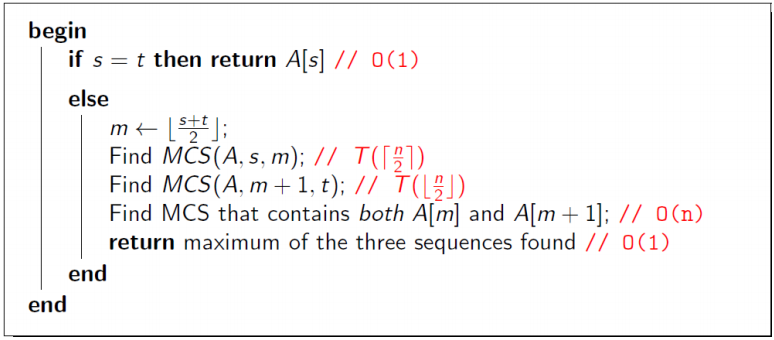 begin
if s = t then return A[s] // O(1)
else
m ← ⌊s+t/2⌋;
Find MCS(A, s, m); // T(⌈n/2⌉)
Find MCS(A, m + 1, t); // T(⌊n/2⌋)
Find MCS that contains both A[m] and A[m + 1]; // O(n)
return maximum of the three sequences found // O(1)
end
end